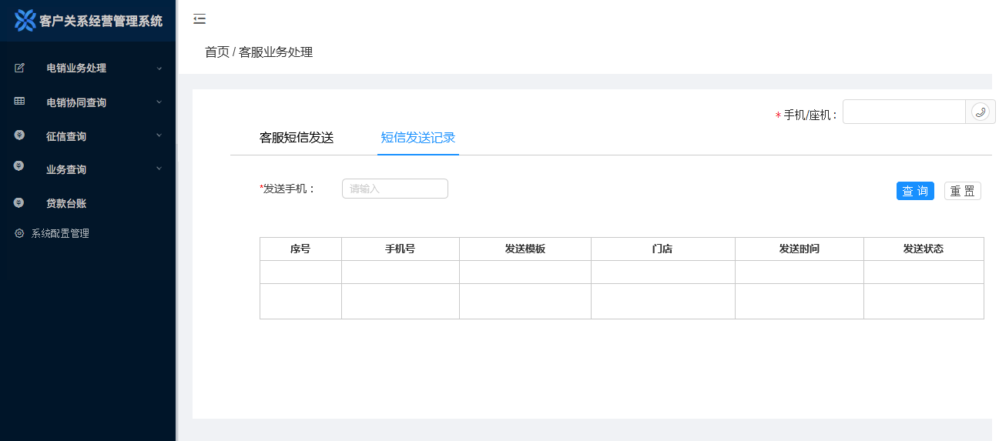 客户关系经营管理系统
电销业务处理
电销协同查询
征信查询
业务查询
贷款台账
系统配置管理
首页 / 客服业务处理
*手机/座机：
客服短信发送
短信发送记录
*发送手机：
请输入
查 询
重 置
序号 手机号 发送模板 门店 发送时间 发送状态